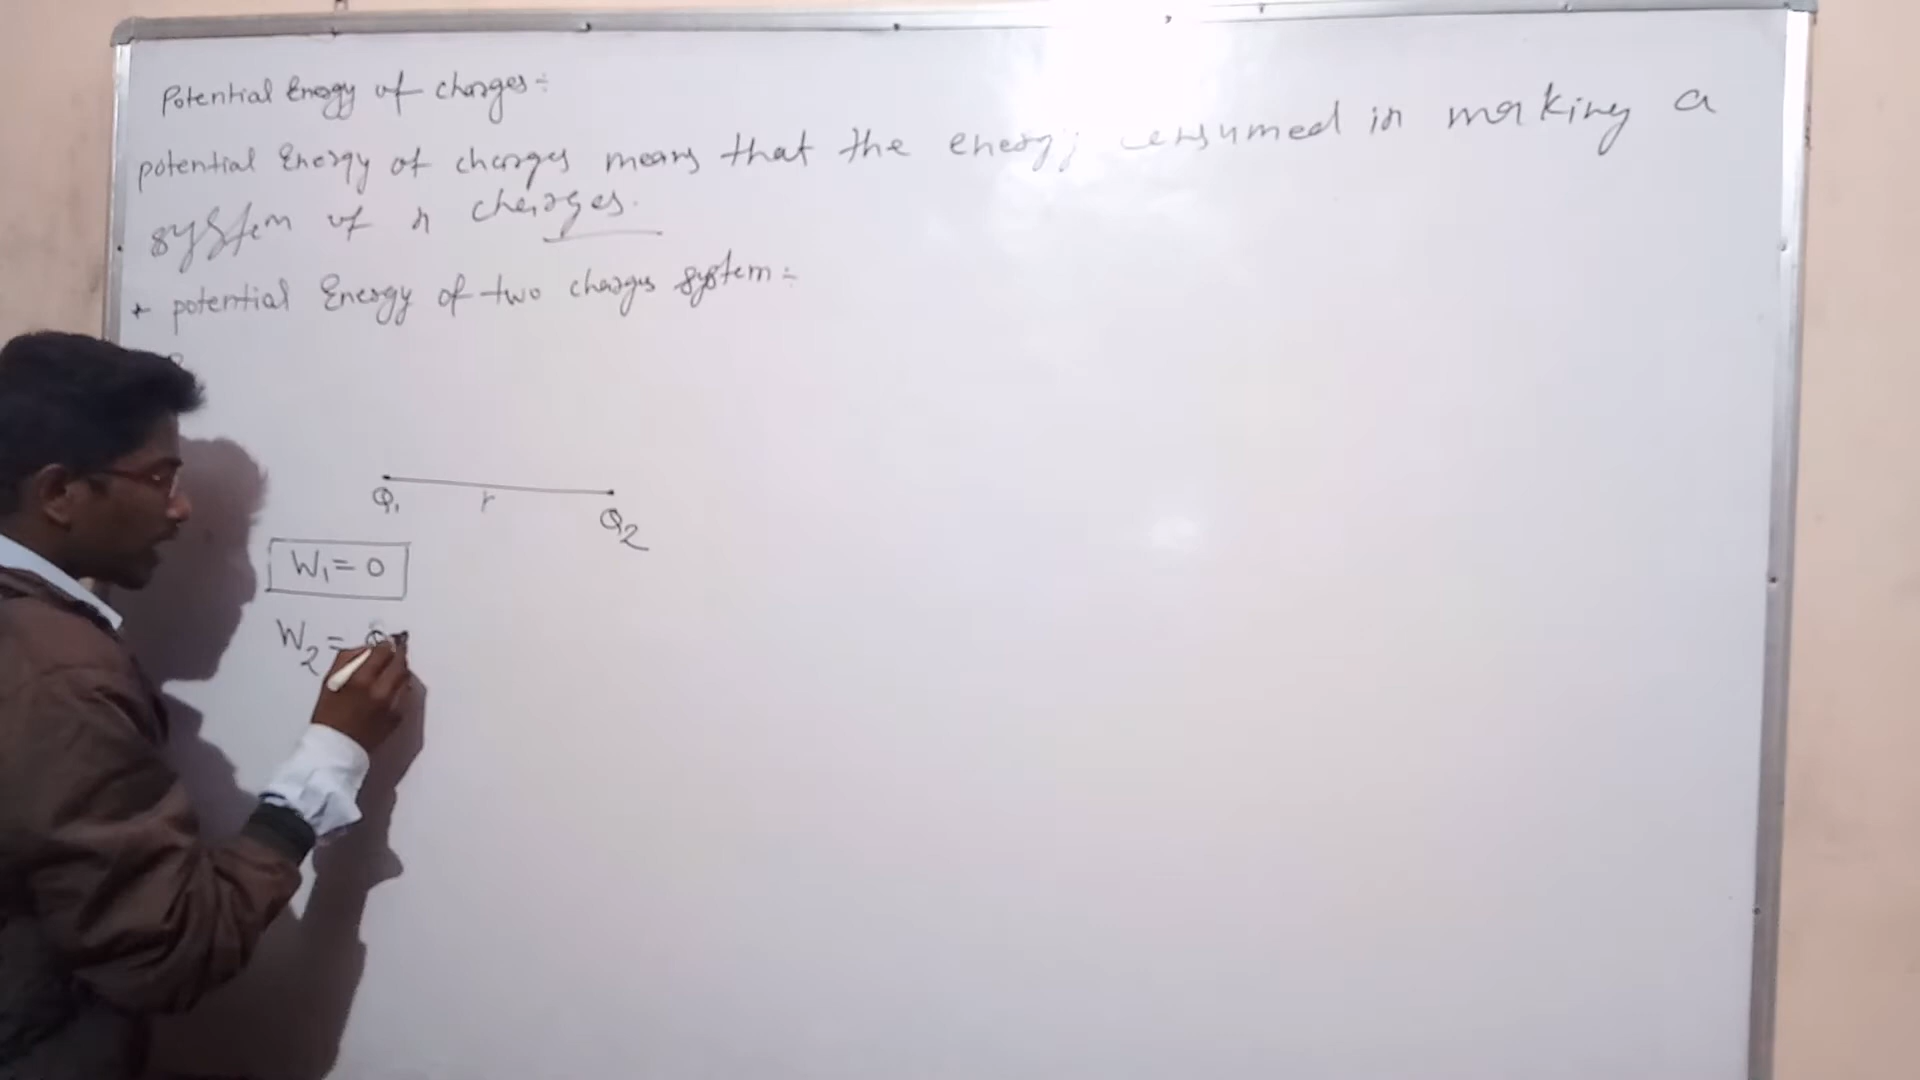 Potential Energy of charges:-
potential Energy of charges means that the energy consumed in making a
system of n charges.
* potential Energy of two charges system:-
Q1 r Q2
W1 = 0
W2 =